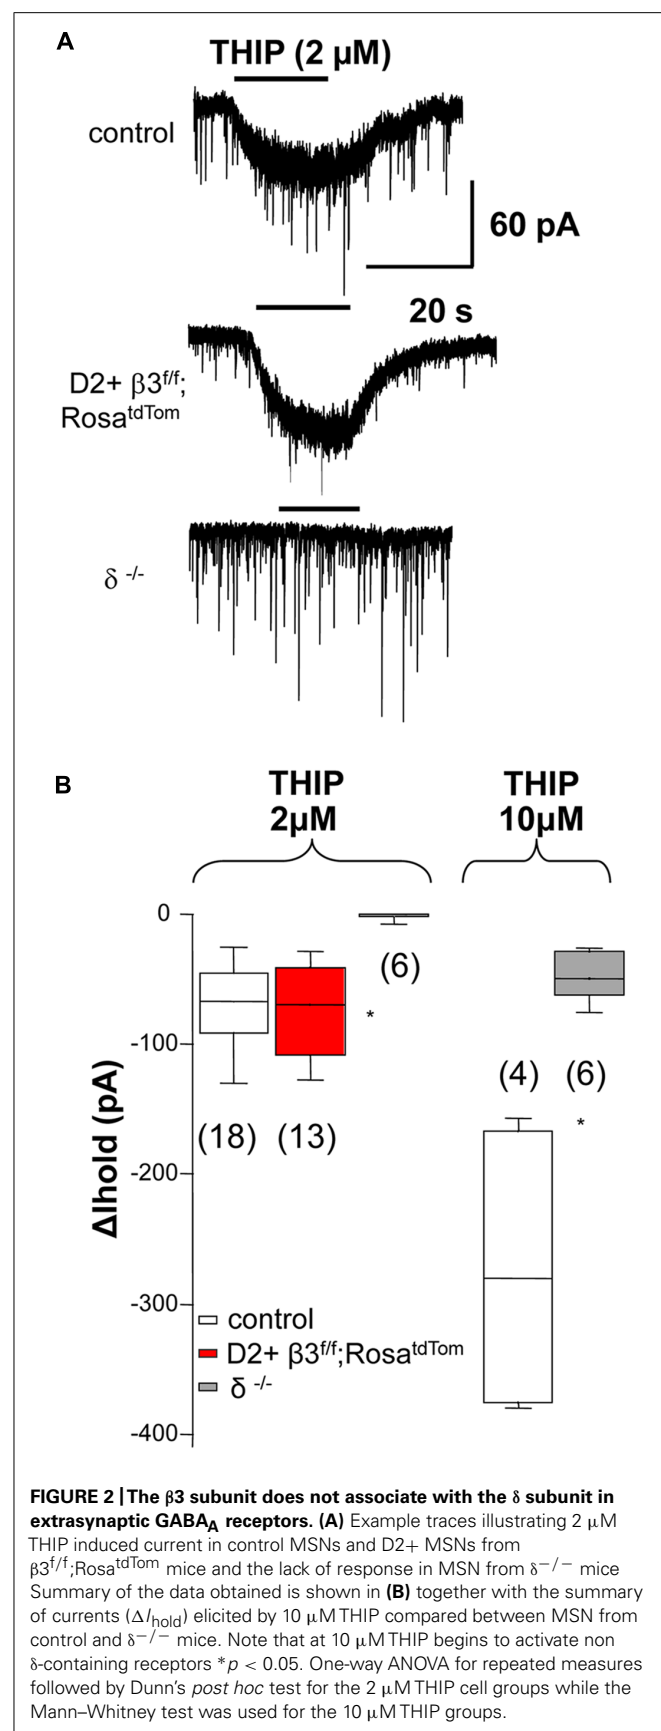 A
THIP (2 μM)
control
60 pA
20 s
D2+ β3f/f;
RosatdTom
δ -/-
B
THIP
2μM
THIP
10μM
0
(6)
*
-100
(4) (6)
(18) (13)
*
ΔIhold (pA)
-200
-300
control
D2+ β3f/f;RosatdTom
δ -/-
-400
FIGURE 2 | The β3 subunit does not associate with the δ subunit in
extrasynaptic GABAA receptors. (A) Example traces illustrating 2 μM
THIP induced current in control MSNs and D2+ MSNs from
β3f/f;RosatdTom mice and the lack of response in MSN from δ−/− mice
Summary of the data obtained is shown in (B) together with the summary
of currents (ΔIhold) elicited by 10 μM THIP compared between MSN from
control and δ−/− mice. Note that at 10 μM THIP begins to activate non
δ-containing receptors *p < 0.05. One-way ANOVA for repeated measures
followed by Dunn's post hoc test for the 2 μM THIP cell groups while the
Mann–Whitney test was used for the 10 μM THIP groups.